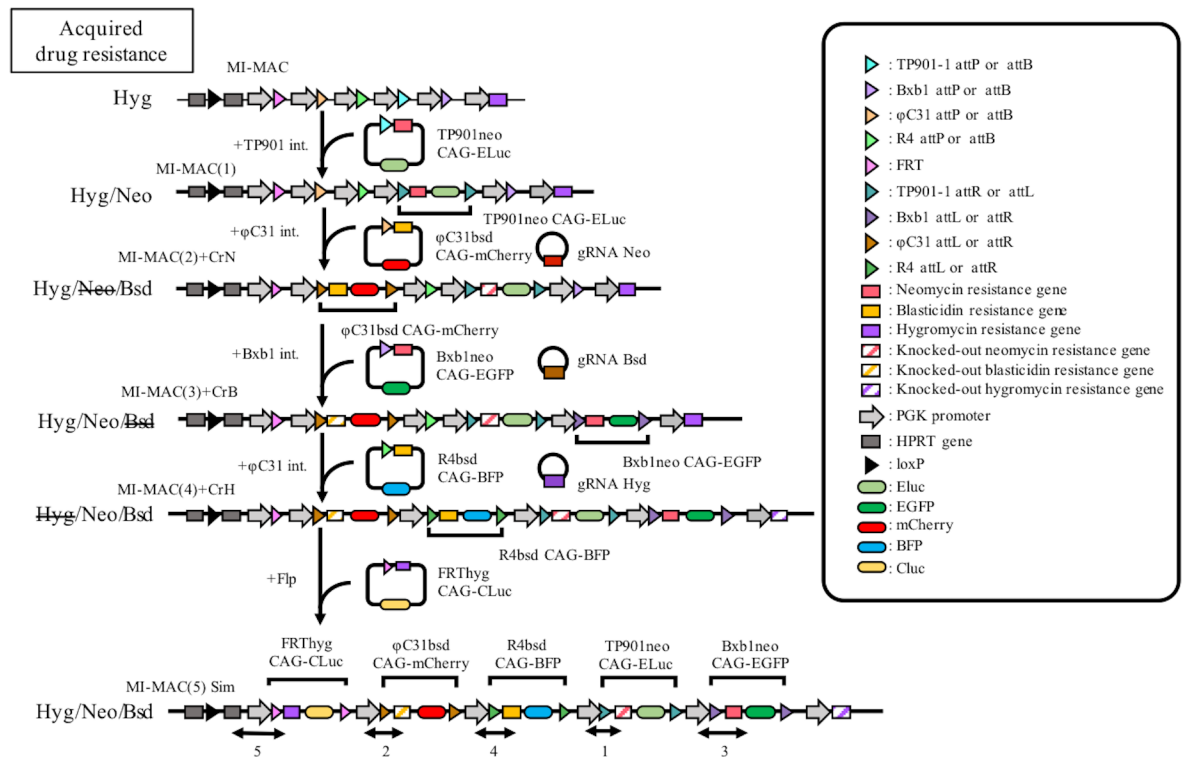 Acquired
drug resistance
MI-MAC
Hyg
+TP901 int.
TP901neo
CAG-ELuc
MI-MAC(1)
Hyg/Neo
TP901neo CAG-ELuc
+φC31 int.
φC31bsd
CAG-mCherry
gRNA Neo
MI-MAC(2)+CrN
Hyg/Neo/Bsd
φC31bsd CAG-mCherry
+Bxb1 int.
Bxb1neo
CAG-EGFP
gRNA Bsd
MI-MAC(3)+CrB
Hyg/Neo/Bsd
Bxb1neo CAG-EGFP
+φC31 int.
R4bsd
CAG-BFP
gRNA Hyg
MI-MAC(4)+CrH
Hyg/Neo/Bsd
R4bsd CAG-BFP
+Flp
FRThyg
CAG-CLuc
FRThyg
CAG-CLuc
φC31bsd
CAG-mCherry
R4bsd
CAG-BFP
TP901neo
CAG-ELuc
Bxb1neo
CAG-EGFP
MI-MAC(5) Sim
Hyg/Neo/Bsd
5
2
4
1
3
: TP901-1 attP or attB
: Bxb1 attP or attB
: φC31 attP or attB
: R4 attP or attB
: FRT
: TP901-1 attR or attL
: Bxb1 attL or attR
: φC31 attL or attR
: R4 attL or attR
: Neomycin resistance gene
: Blasticidin resistance gene
: Hygromycin resistance gene
: Knocked-out neomycin resistance gene
: Knocked-out blasticidin resistance gene
: Knocked-out hygromycin resistance gene
: PGK promoter
: HPRT gene
: loxP
: Eluc
: EGFP
: mCherry
: BFP
: Cluc